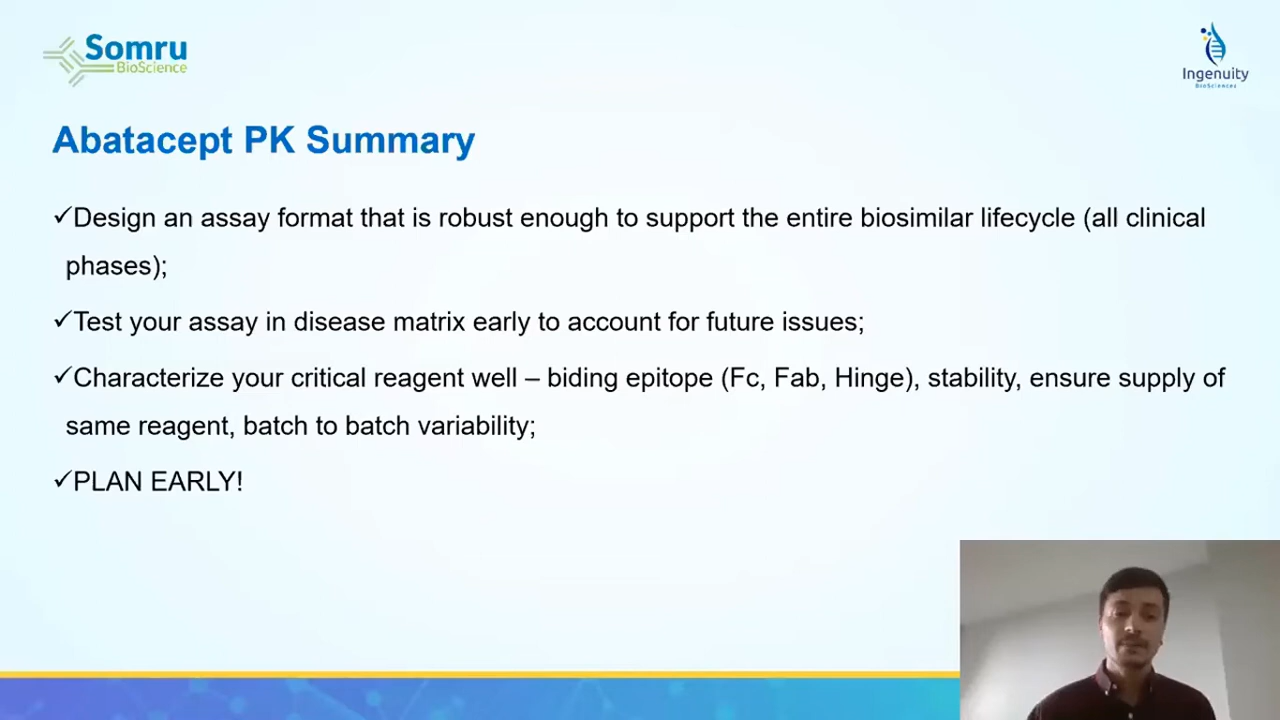 Somru
BioScience
Ingenuity
BioSciences
Abatacept PK Summary
✓Design an assay format that is robust enough to support the entire biosimilar lifecycle (all clinical
phases);
✓Test your assay in disease matrix early to account for future issues;
✓Characterize your critical reagent well – biding epitope (Fc, Fab, Hinge), stability, ensure supply of
same reagent, batch to batch variability;
✓PLAN EARLY!